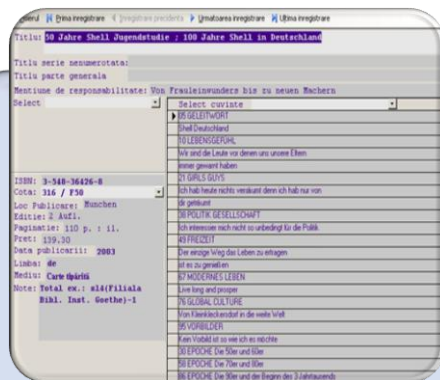 Prima inregistrare Inregistrare precedenta Urmatoarea inregistrare Ultima inregistrare
Titlu: 50 Jahre Shell Jugendstudie ; 100 Jahre Shell in Deutschland
Titlu serie nenumerotata:
Titlu parte generala
Mentiune de responsabilitate: Von Frauleinwunders bis zu neuen Machern
Select
ISBN: 3-548-36426-8
Cota: 316 / F50
Loc Publicare: Munchen
Editie: 2 Aufl.
Paginatie: 110 p. : il.
Pret: 139.30
Data publicarii: 2003
Limba: de
Mediu: Carte tipărită
Note: Total ex.: sl4(Filiala
Bibl. Inst. Goethe)-1
Select cuvinte
05 GELEITWORT
Shell Deutschland
10 LEBENSGEFÜHL
Wir sind die Leute vor denen uns unsere Eltern
immer gewarnt haben
21 GIRLS GUYS
Ich hab heute nichts versäumt denn ich hab nur von
dir geträumt
38 POLITIK GESELLSCHAFT
Ich interessiere mich nicht so unbedingt für die Politik
49 FREIZEIT
Der einzige Weg das Leben zu ertragen
ist es zu genießen
67 MODERNES LEBEN
Live long and prosper
76 GLOBAL CULTURE
Von Kleinkleckersdorf in die weite Welt
95 VORBILDER
Kein Vorbild ist so wie ich es möchte
30 EPOCHE Die 50er und 60er
58 EPOCHE Die 70er und 80er
86 EPOCHE Die 90er und der Beginn des 3 Jahrtausends